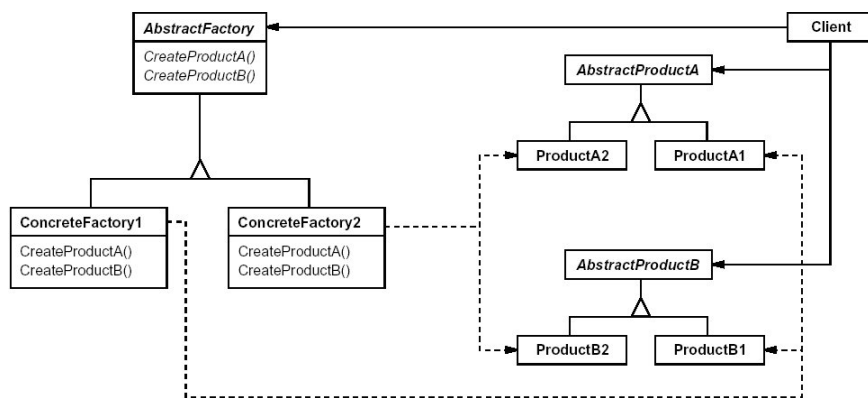 AbstractFactory
CreateProductA()
CreateProductB()
Client
AbstractProductA
ProductA2
ProductA1
ConcreteFactory1
CreateProductA()
CreateProductB()
ConcreteFactory2
CreateProductA()
CreateProductB()
AbstractProductB
ProductB2
ProductB1